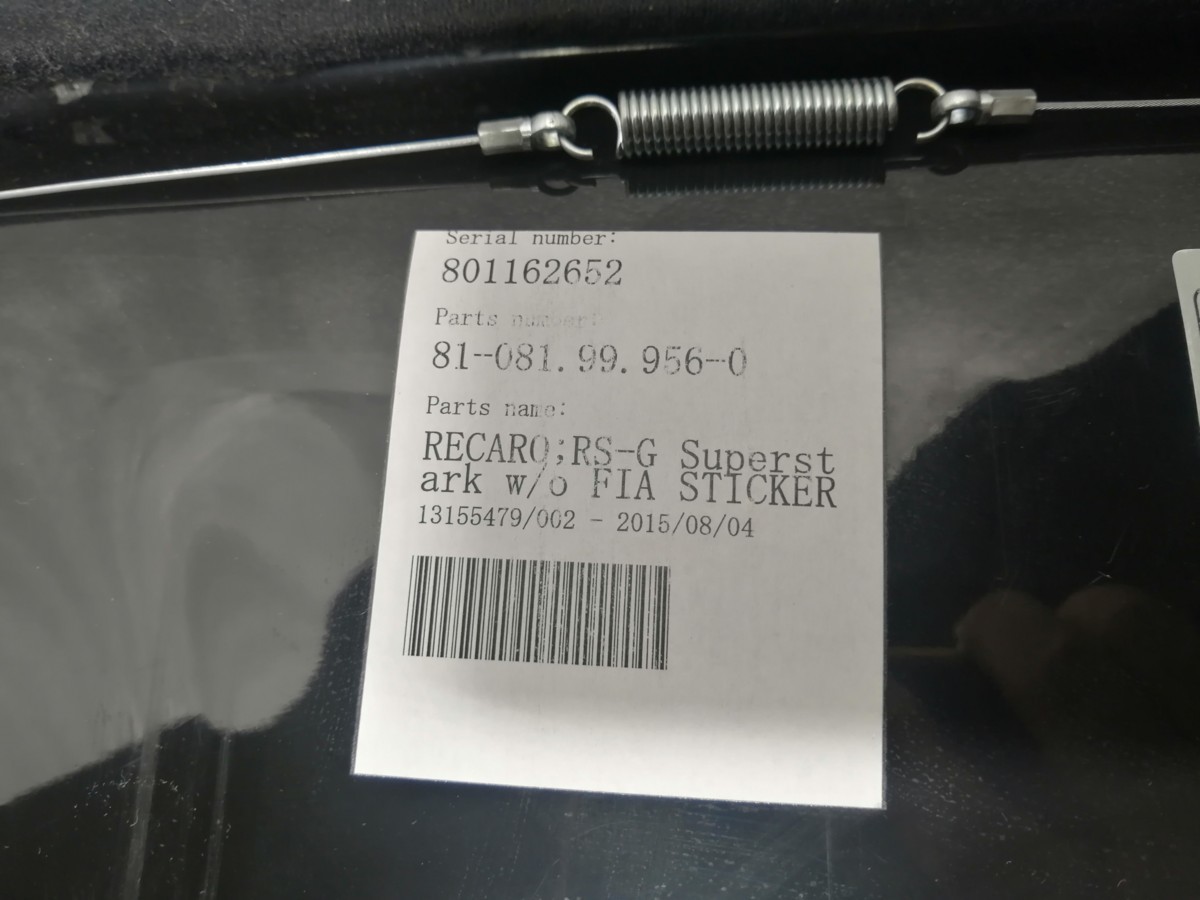 Serial number:
801162652
Parts number:
81-081.99.956-0
Parts name:
RECARO;RS-G Superst
ark w/o FIA STICKER
13155479/002 - 2015/08/04